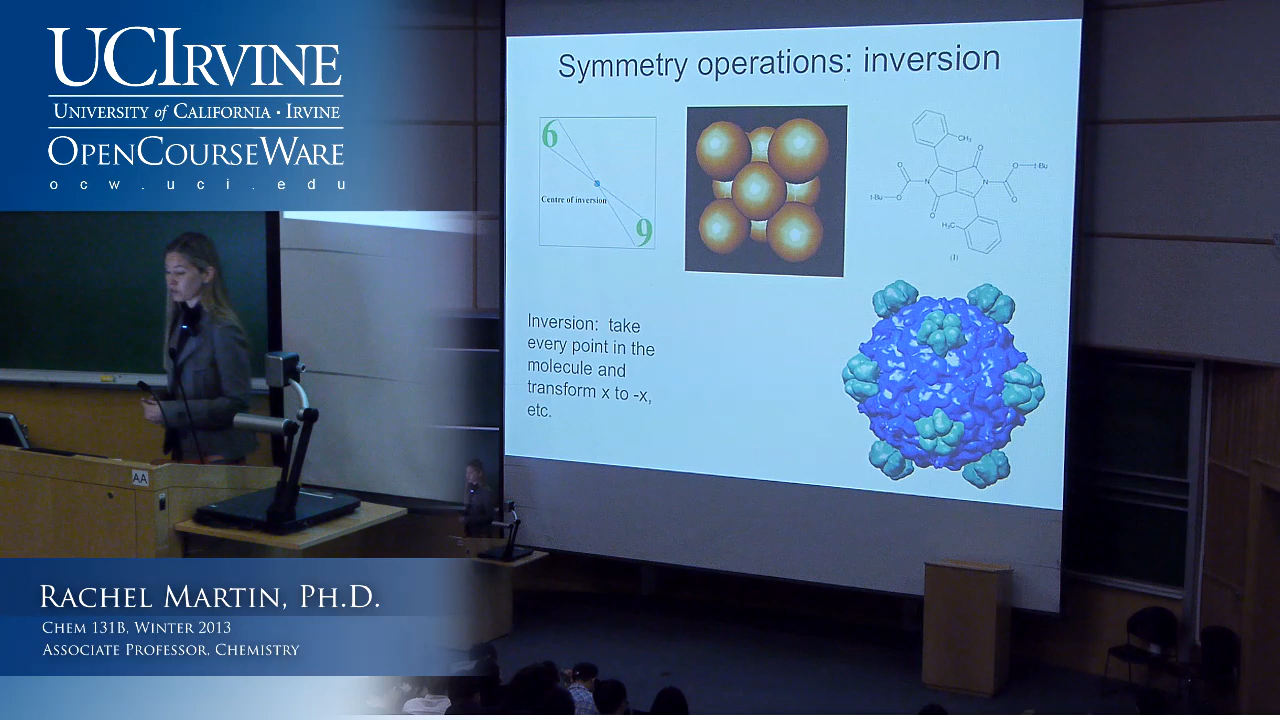 UCIRVINE
UNIVERSITY of CALIFORNIA · IRVINE
OPENCOURSEWARE
ocw.uci.edu
Symmetry operations: inversion
6
Centre of inversion
9
CH₃
O
O
O
t-Bu
N
N
O
t-Bu
O
O
O
H₃C
(I)
Inversion: take
every point in the
molecule and
transform x to -x,
etc.
AA
RACHEL MARTIN, PH.D.
CHEM 131B, WINTER 2013
ASSOCIATE PROFESSOR, CHEMISTRY